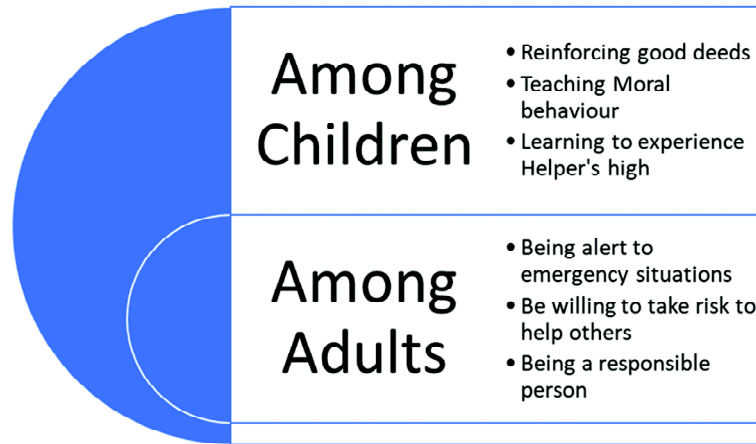 Among
Children
• Reinforcing good deeds
• Teaching Moral
behaviour
• Learning to experience
Helper's high
Among
Adults
• Being alert to
emergency situations
• Be willing to take risk to
help others
• Being a responsible
person